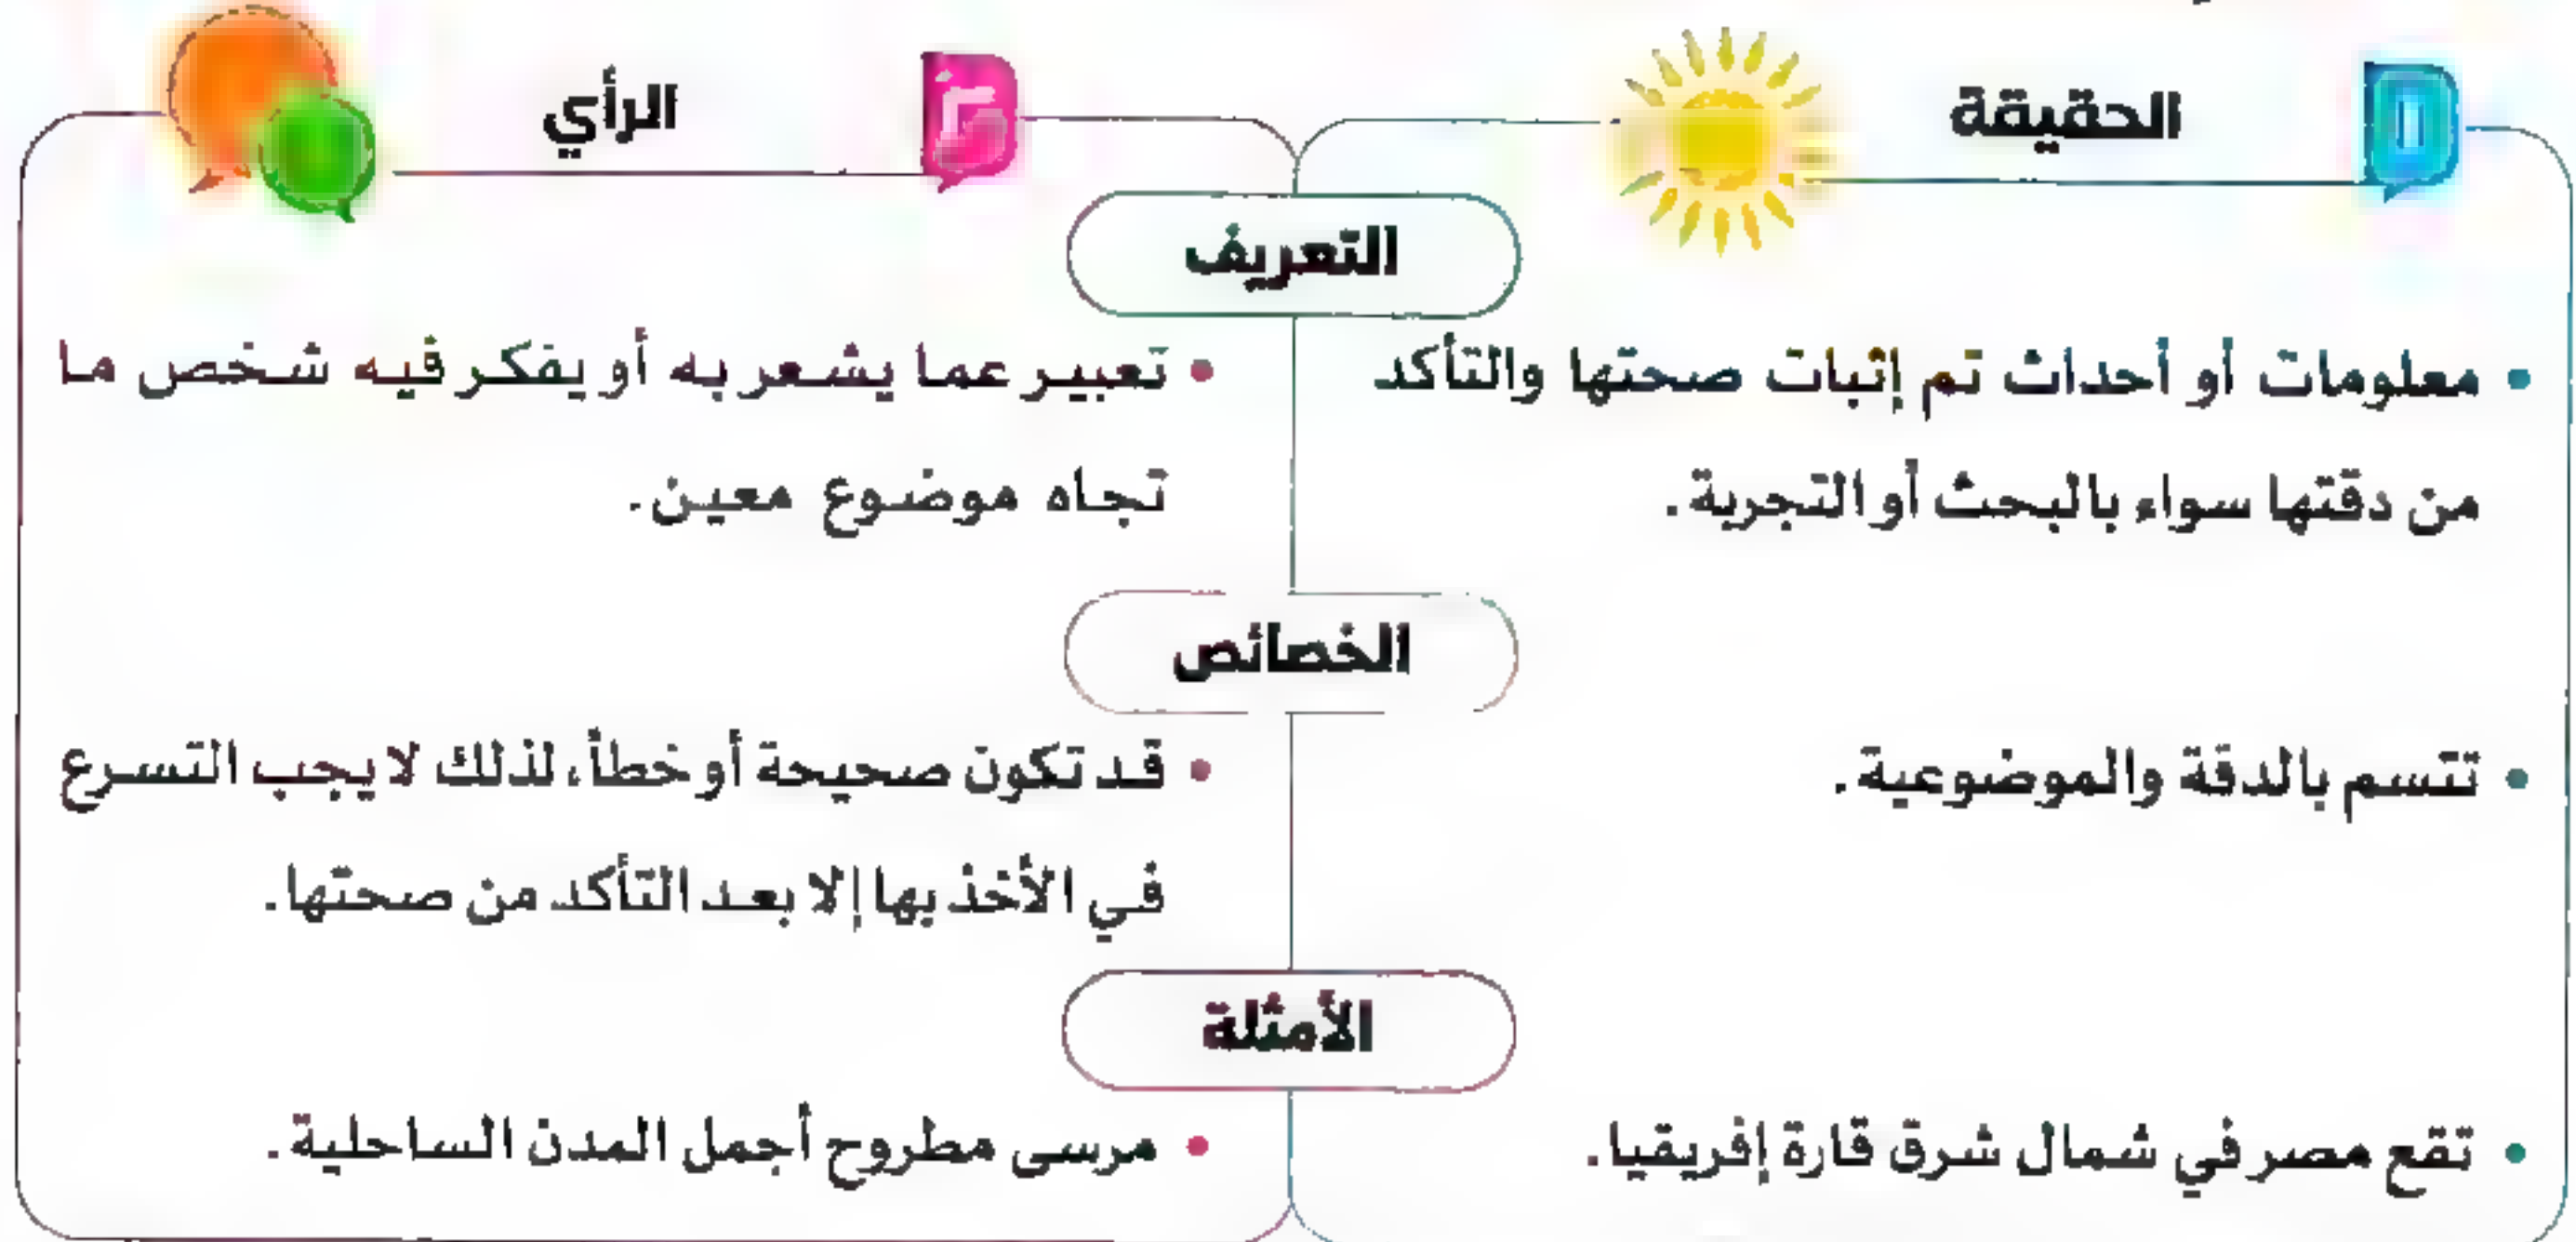 ١
الحقيقة
٢
الرأي
التعريف
• معلومات أو أحداث تم إثبات صحتها والتأكد
من دقتها سواء بالبحث أو التجربة.
• تعبير عما يشعر به أو يفكر فيه شخص ما
تجاه موضوع معين.
الخصائص
• تتسم بالدقة والموضوعية.
• قد تكون صحيحة أو خطأ، لذلك لا يجب التسرع
في الأخذ بها إلا بعد التأكد من صحتها.
الأمثلة
• تقع مصر في شمال شرق قارة إفريقيا.
• مرسى مطروح أجمل المدن الساحلية.